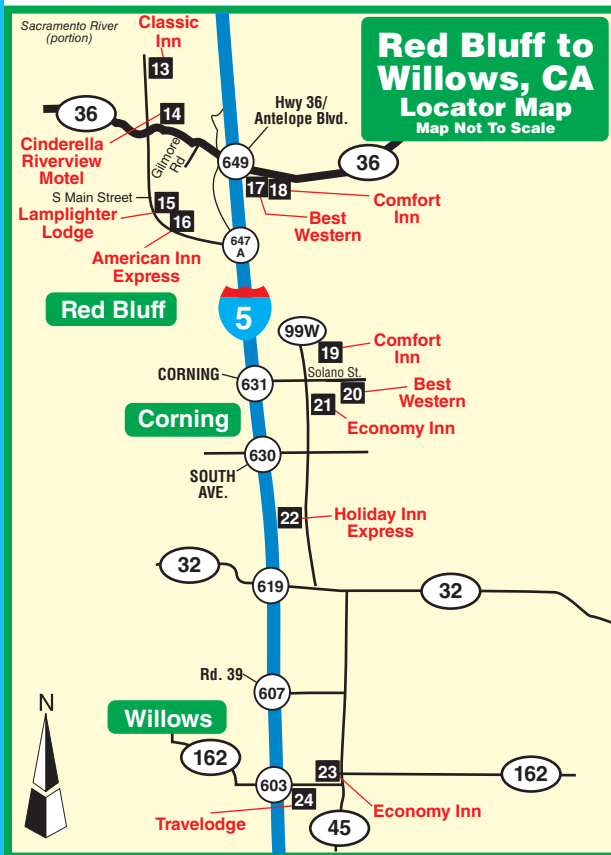 Sacramento River
(portion)
Classic
Inn
13
Red Bluff to
Willows, CA
Locator Map
Map Not To Scale
36
14
Hwy 36/
Antelope Blvd.
Cinderella
Riverview
Motel
Gilmore
Rd
649
36
17
18
Comfort
Inn
S Main Street
15
Lamplighter
Lodge
16
Best
Western
American Inn
Express
647
A
Red Bluff
5
99W
19
Comfort
Inn
CORNING
631
Solano St.
20
Best
Western
21
Corning
Economy Inn
630
SOUTH
AVE.
22
Holiday Inn
Express
32
619
32
Rd. 39
607
N
Willows
162
23
162
603
24
Economy Inn
Travelodge
45